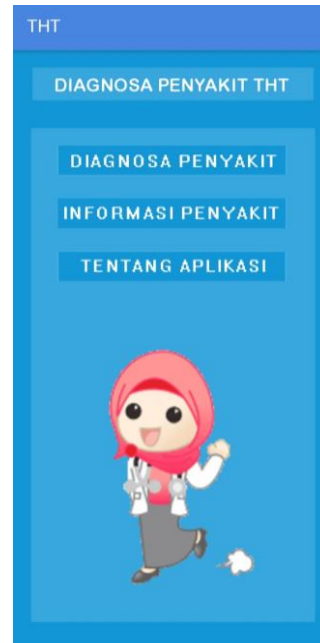 THT
DIAGNOSA PENYAKIT THT
DIAGNOSA PENYAKIT
INFORMASI PENYAKIT
TENTANG APLIKASI